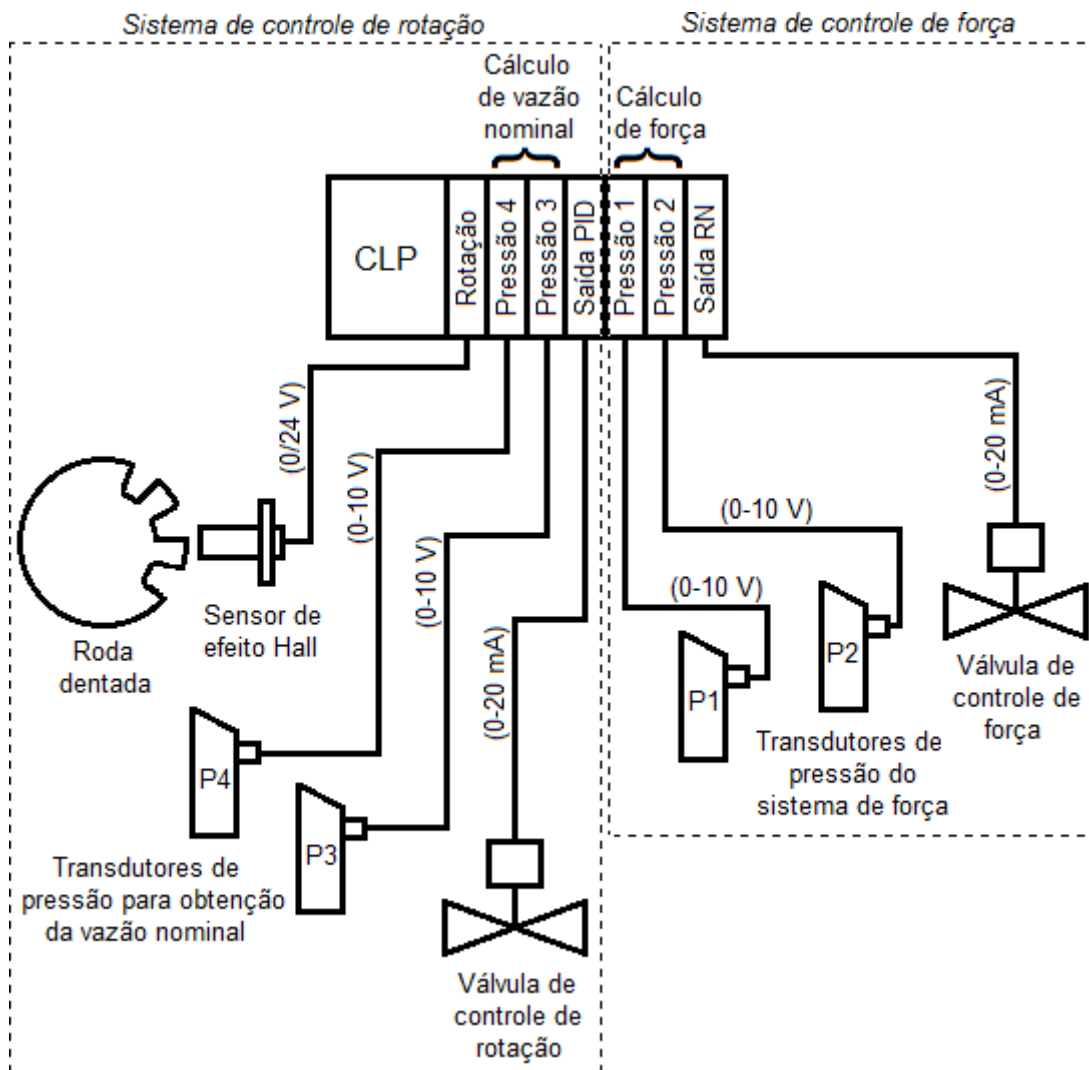 Sistema de controle de rotação
Sistema de controle de força
Cálculo
de vazão
nominal
Cálculo
de força
CLP
Rotação
Pressão 4
Pressão 3
Saída PID
Pressão 1
Pressão 2
Saída RN
(0/24 V)
(0-10 V)
(0-10 V)
(0-20 mA)
(0-10 V)
(0-10 V)
(0-20 mA)
Roda
dentada
Sensor de
efeito Hall
P4
P3
P1
P2
Transdutores de
pressão do
sistema de força
Válvula de
controle de
força
Transdutores de
pressão para obtenção
da vazão nominal
Válvula de
controle de
rotação